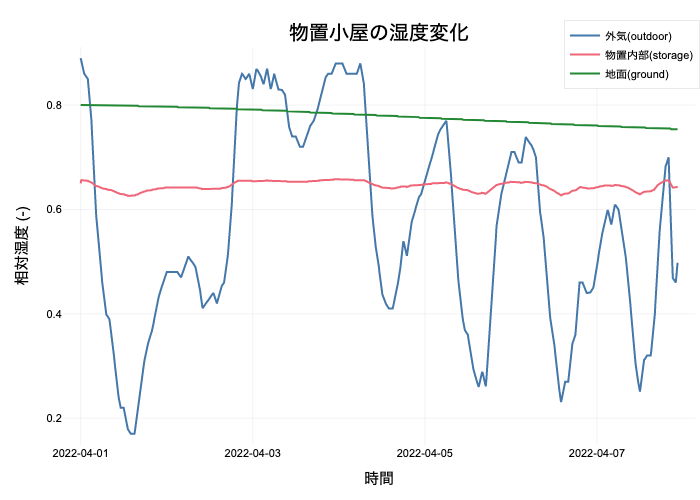 物置小屋の湿度変化
外気(outdoor)
物置内部(storage)
地面(ground)
相対湿度 (-)
0.8
0.6
0.4
0.2
2022-04-01
2022-04-03
2022-04-05
2022-04-07
時間